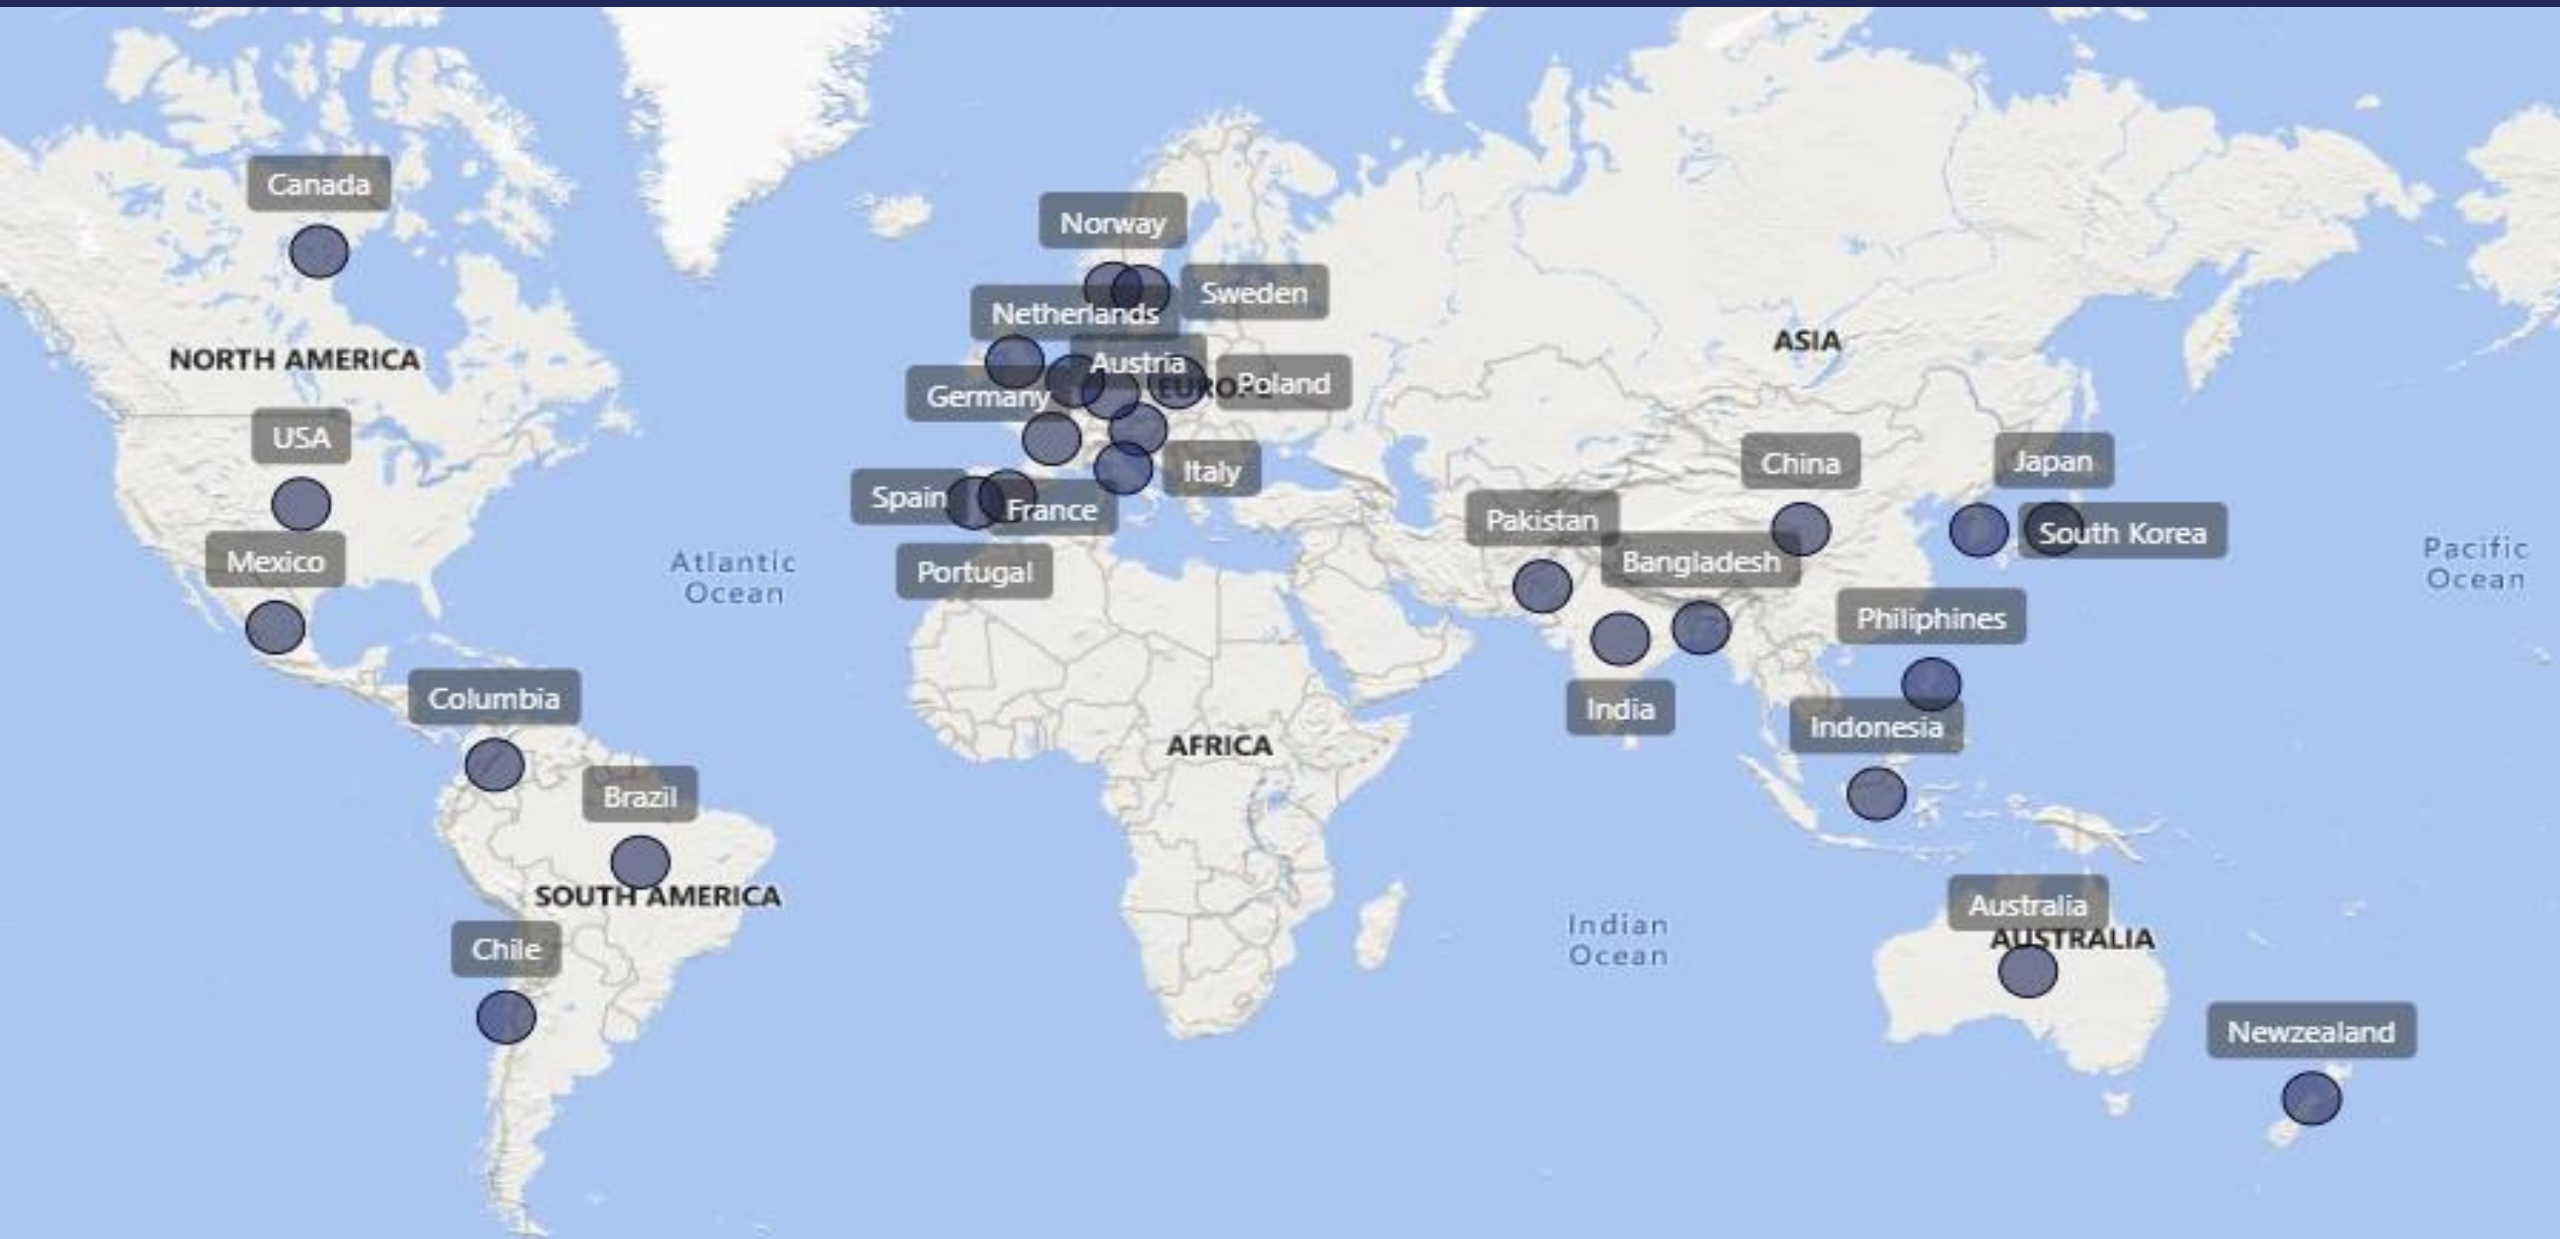 Canada
Norway
Sweden
Netherlands
ASIA
NORTH AMERICA
Austria
EUROPE
Poland
Germany
USA
China
Japan
Italy
Spain
France
Pakistan
South Korea
Mexico
Atlantic
Ocean
Portugal
Bangladesh
Pacific
Ocean
Philiphines
Columbia
India
Indonesia
AFRICA
Brazil
SOUTH AMERICA
Australia
AUSTRALIA
Indian
Ocean
Chile
Newzealand